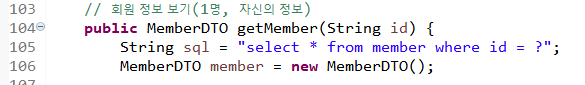 103 // 회원 정보 보기(1명, 자신의 정보)
104 public MemberDTO getMember(String id) {
105 String sql = "select * from member where id = ?";
106 MemberDTO member = new MemberDTO();
107